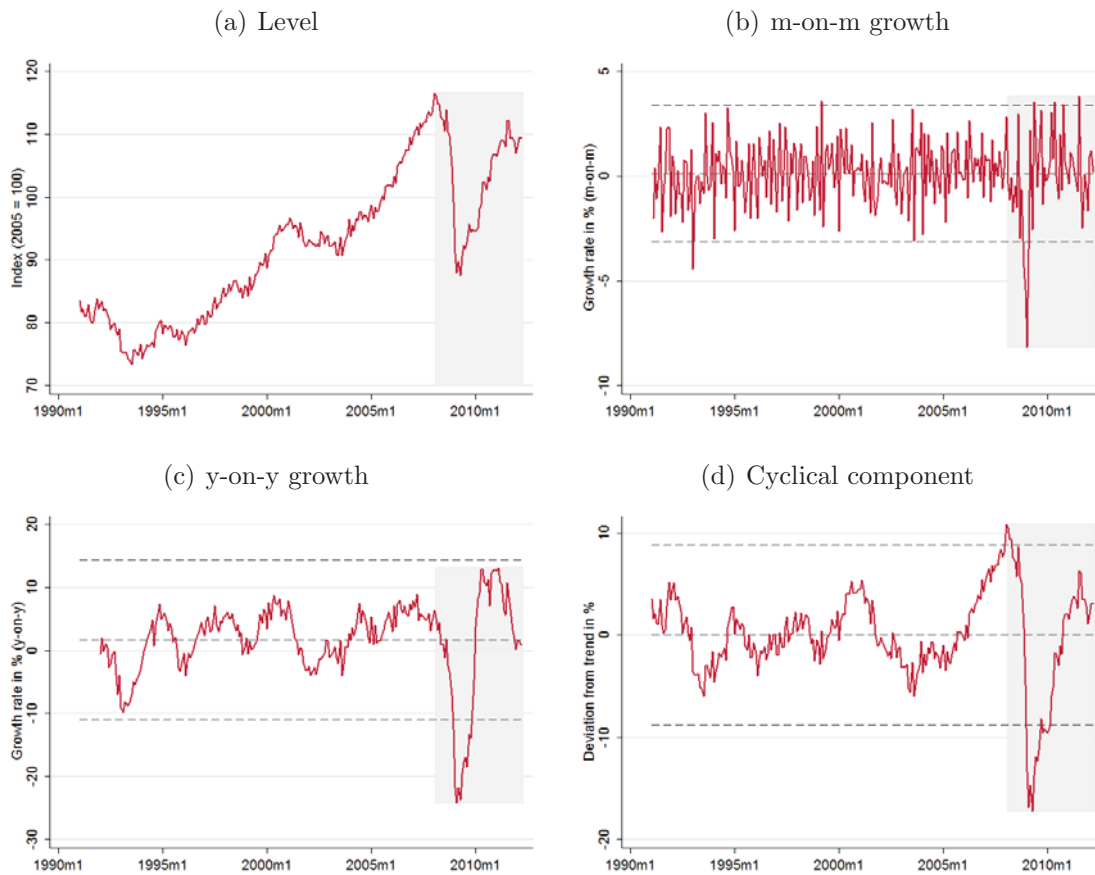 (a) Level
Index (2005 = 100)
120
110
100
90
80
70
1990m1 1995m1 2000m1 2005m1 2010m1
(b) m-on-m growth
Growth rate in % (m-on-m)
5
0
-5
-10
1990m1 1995m1 2000m1 2005m1 2010m1
(c) y-on-y growth
Growth rate in % (y-on-y)
20
10
0
-10
-20
-30
1990m1 1995m1 2000m1 2005m1 2010m1
(d) Cyclical component
Deviation from trend in %
10
0
-10
-20
1990m1 1995m1 2000m1 2005m1 2010m1